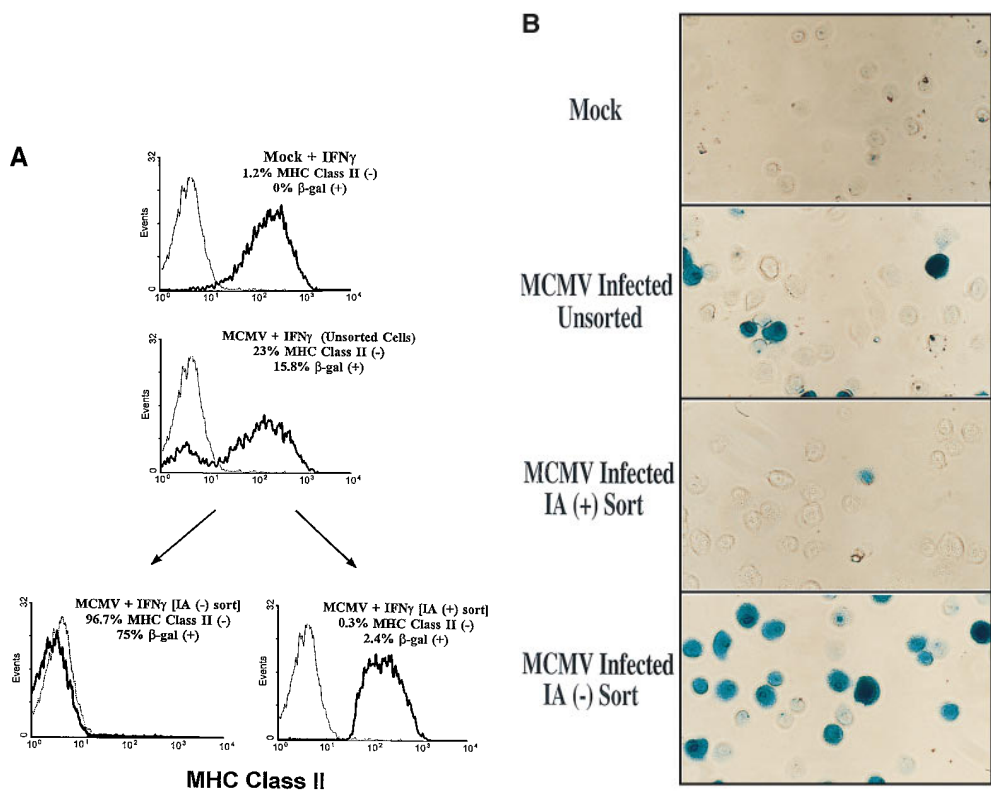 A
32
Events
0
Mock + IFNγ
1.2% MHC Class II (-)
0% β-gal (+)
10⁰ 10¹ 10² 10³ 10⁴
32
Events
0
MCMV + IFNγ (Unsorted Cells)
23% MHC Class II (-)
15.8% β-gal (+)
10⁰ 10¹ 10² 10³ 10⁴
32
Events
0
MCMV + IFNγ [IA (-) sort]
96.7% MHC Class II (-)
75% β-gal (+)
10⁰ 10¹ 10² 10³ 10⁴
32
Events
0
MCMV + IFNγ [IA (+) sort]
0.3% MHC Class II (-)
2.4% β-gal (+)
10⁰ 10¹ 10² 10³ 10⁴
MHC Class II
B
Mock
MCMV Infected
Unsorted
MCMV Infected
IA (+) Sort
MCMV Infected
IA (-) Sort